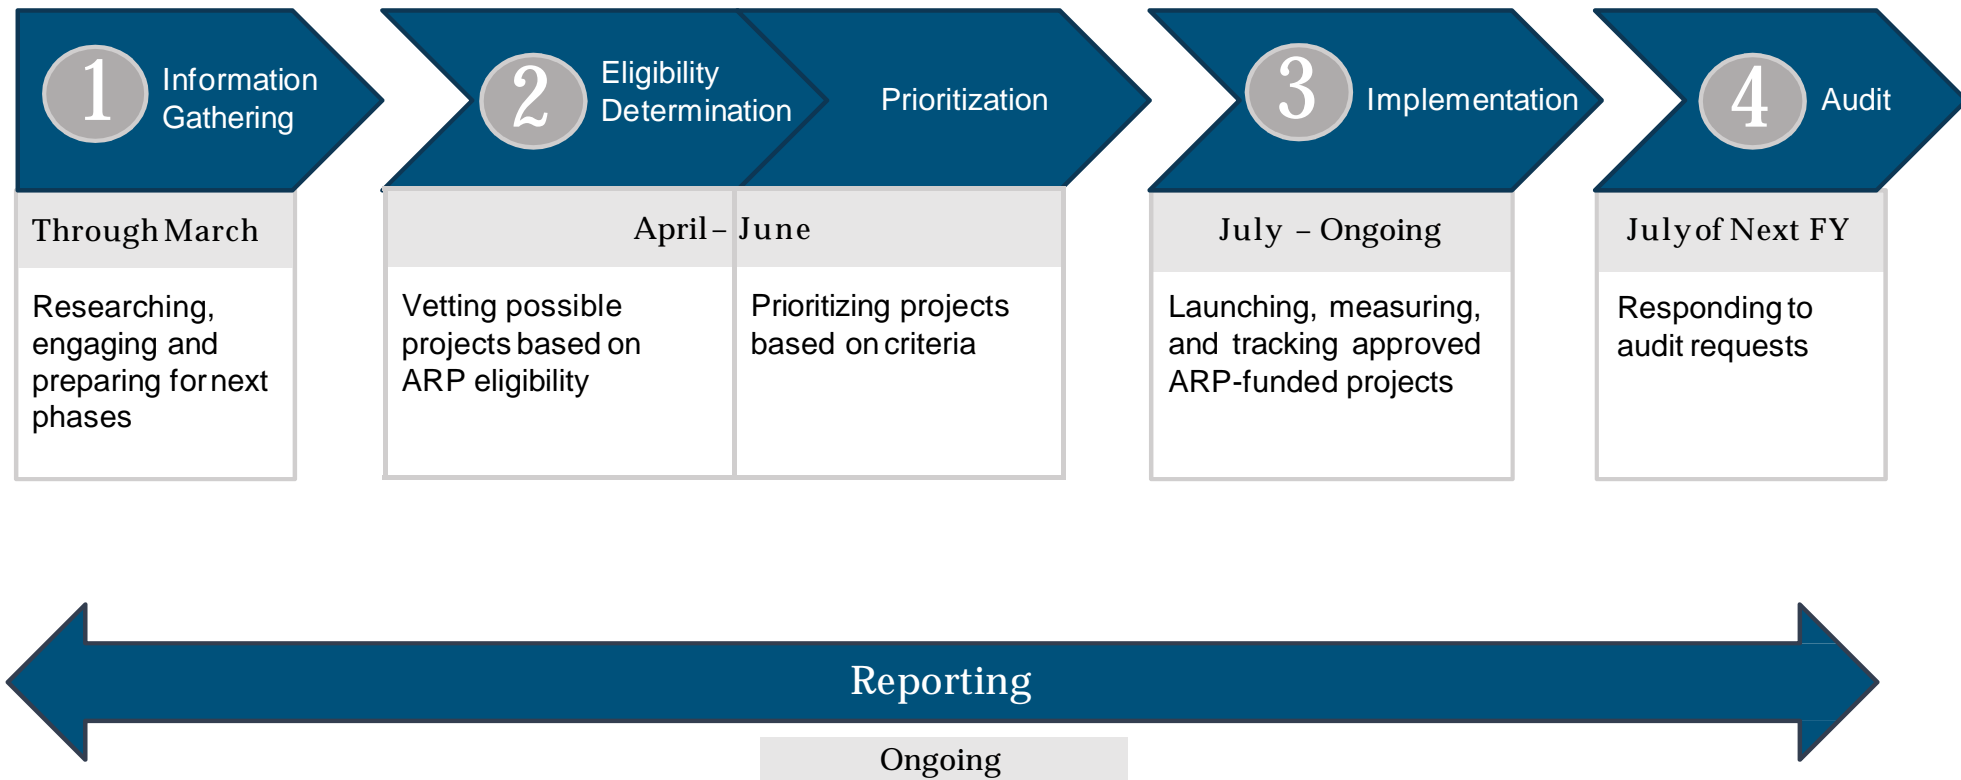 1
Information
Gathering
2
Eligibility
Determination
Prioritization
3
Implementation
4
Audit
Through March
April – June
July – Ongoing
July of Next FY
Researching,
engaging and
preparing for next
phases
Vetting possible
projects based on
ARP eligibility
Prioritizing projects
based on criteria
Launching, measuring,
and tracking approved
ARP-funded projects
Responding to
audit requests
Reporting
Ongoing